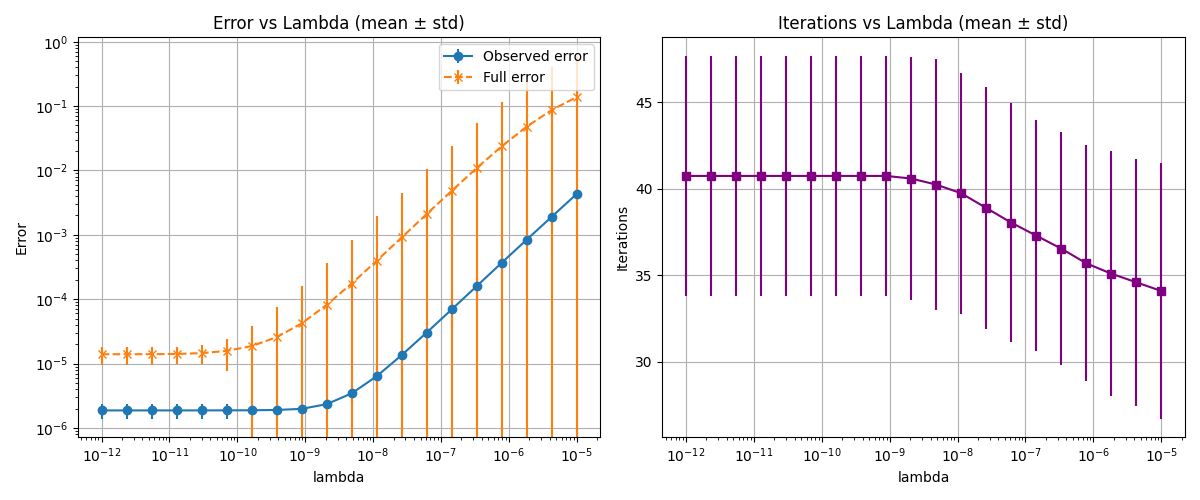 Error vs Lambda (mean ± std)
10⁰
10⁻¹
10⁻²
10⁻³
10⁻⁴
10⁻⁵
10⁻⁶
Error
Observed error
Full error
10⁻¹² 10⁻¹¹ 10⁻¹⁰ 10⁻⁹ 10⁻⁸ 10⁻⁷ 10⁻⁶ 10⁻⁵
lambda
Iterations vs Lambda (mean ± std)
45
40
35
30
Iterations
10⁻¹² 10⁻¹¹ 10⁻¹⁰ 10⁻⁹ 10⁻⁸ 10⁻⁷ 10⁻⁶ 10⁻⁵
lambda